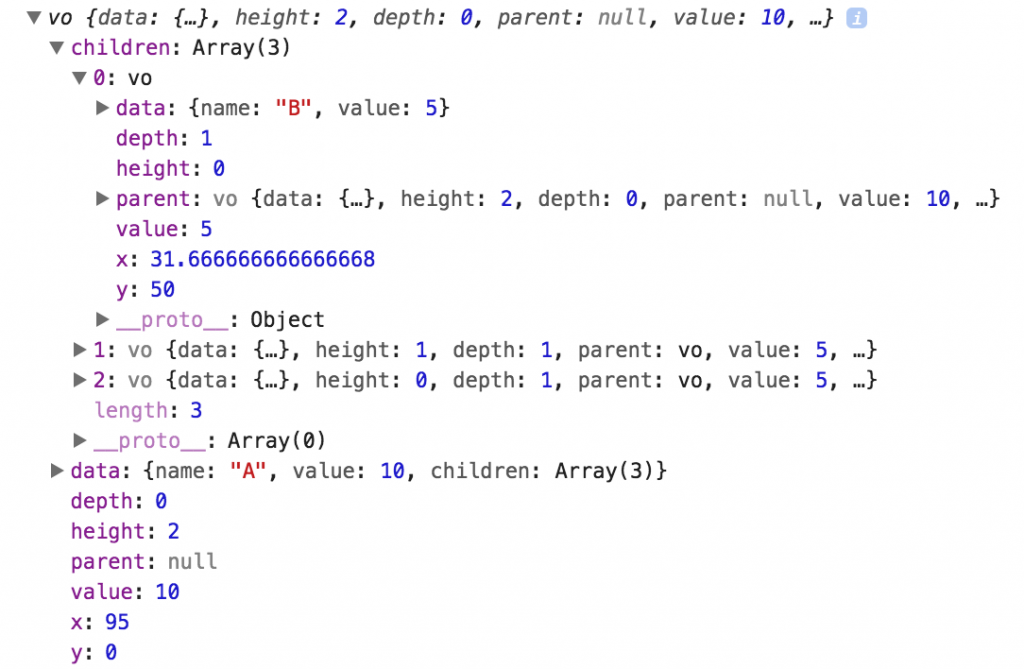 ▼vo {data: {…}, height: 2, depth: 0, parent: null, value: 10, …} i
▼children: Array(3)
▼0: vo
▶data: {name: "B", value: 5}
depth: 1
height: 0
▶parent: vo {data: {…}, height: 2, depth: 0, parent: null, value: 10, …}
value: 5
x: 31.666666666666668
y: 50
▶__proto__: Object
▶1: vo {data: {…}, height: 1, depth: 1, parent: vo, value: 5, …}
▶2: vo {data: {…}, height: 0, depth: 1, parent: vo, value: 5, …}
length: 3
▶__proto__: Array(0)
▶data: {name: "A", value: 10, children: Array(3)}
depth: 0
height: 2
parent: null
value: 10
x: 95
y: 0